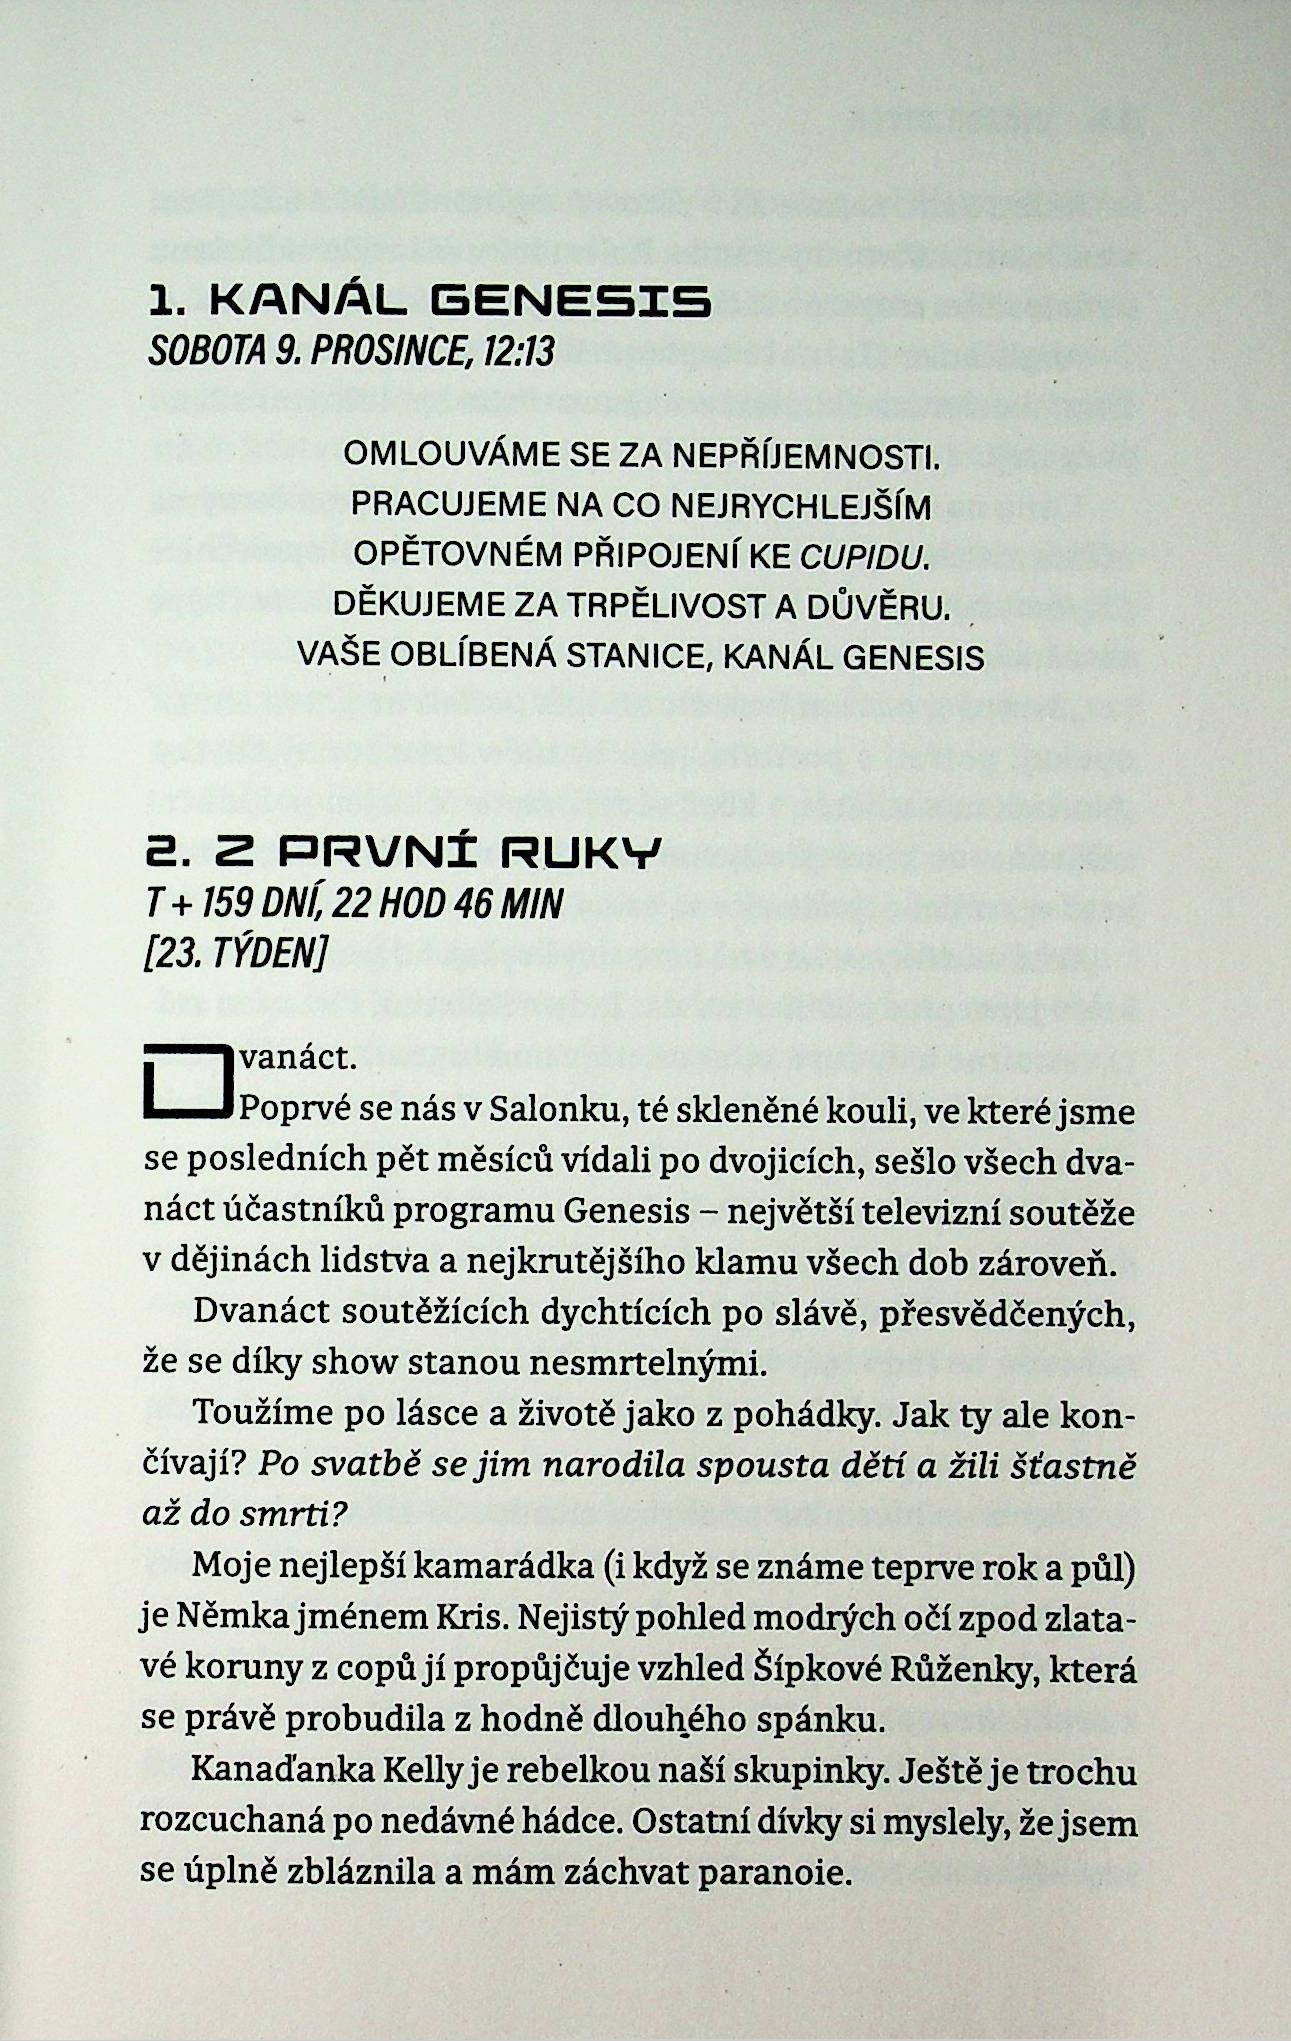 1. KANÁL GENESIS
SOBOTA 9. PROSINCE, 12:13
OMLOUVÁME SE ZA NEPŘÍJEMNOSTI.
PRACUJEME NA CO NEJRYCHLEJŠÍM
OPĚTOVNÉM PŘIPOJENÍ KE CUPIDU.
DĚKUJEME ZA TRPĚLIVOST A DŮVĚRU.
VAŠE OBLÍBENÁ STANICE, KANÁL GENESIS
2. Z PRVNÍ RUKY
T + 159 DNÍ, 22 HOD 46 MIN
[23. TÝDEN]
Dvanáct.
Poprvé se nás v Salonku, té skleněné kouli, ve které jsme
se posledních pět měsíců vídali po dvojicích, sešlo všech dva-
náct účastníků programu Genesis – největší televizní soutěže
v dějinách lidstva a nejkrutějšího klamu všech dob zároveň.
Dvanáct soutěžících dychtících po slávě, přesvědčených,
že se díky show stanou nesmrtelnými.
Toužíme po lásce a životě jako z pohádky. Jak ty ale kon-
čívají? Po svatbě se jim narodila spousta dětí a žili šťastně
až do smrti?
Moje nejlepší kamarádka (i když se známe teprve rok a půl)
je Němka jménem Kris. Nejistý pohled modrých očí zpod zlata-
vé koruny z copů jí propůjčuje vzhled Šípkové Růženky, která
se právě probudila z hodně dlouhého spánku.
Kanaďanka Kelly je rebelkou naší skupinky. Ještě je trochu
rozcuchaná po nedávné hádce. Ostatní dívky si myslely, že jsem
se úplně zbláznila a mám záchvat paranoie.